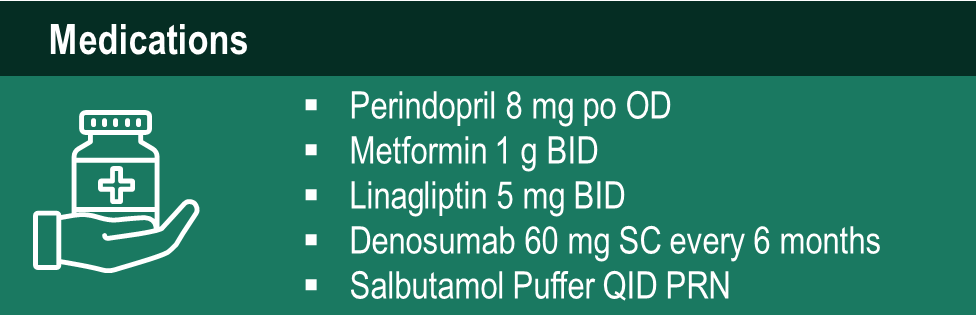 Medications
▪ Perindopril 8 mg po OD
▪ Metformin 1 g BID
▪ Linagliptin 5 mg BID
▪ Denosumab 60 mg SC every 6 months
▪ Salbutamol Puffer QID PRN